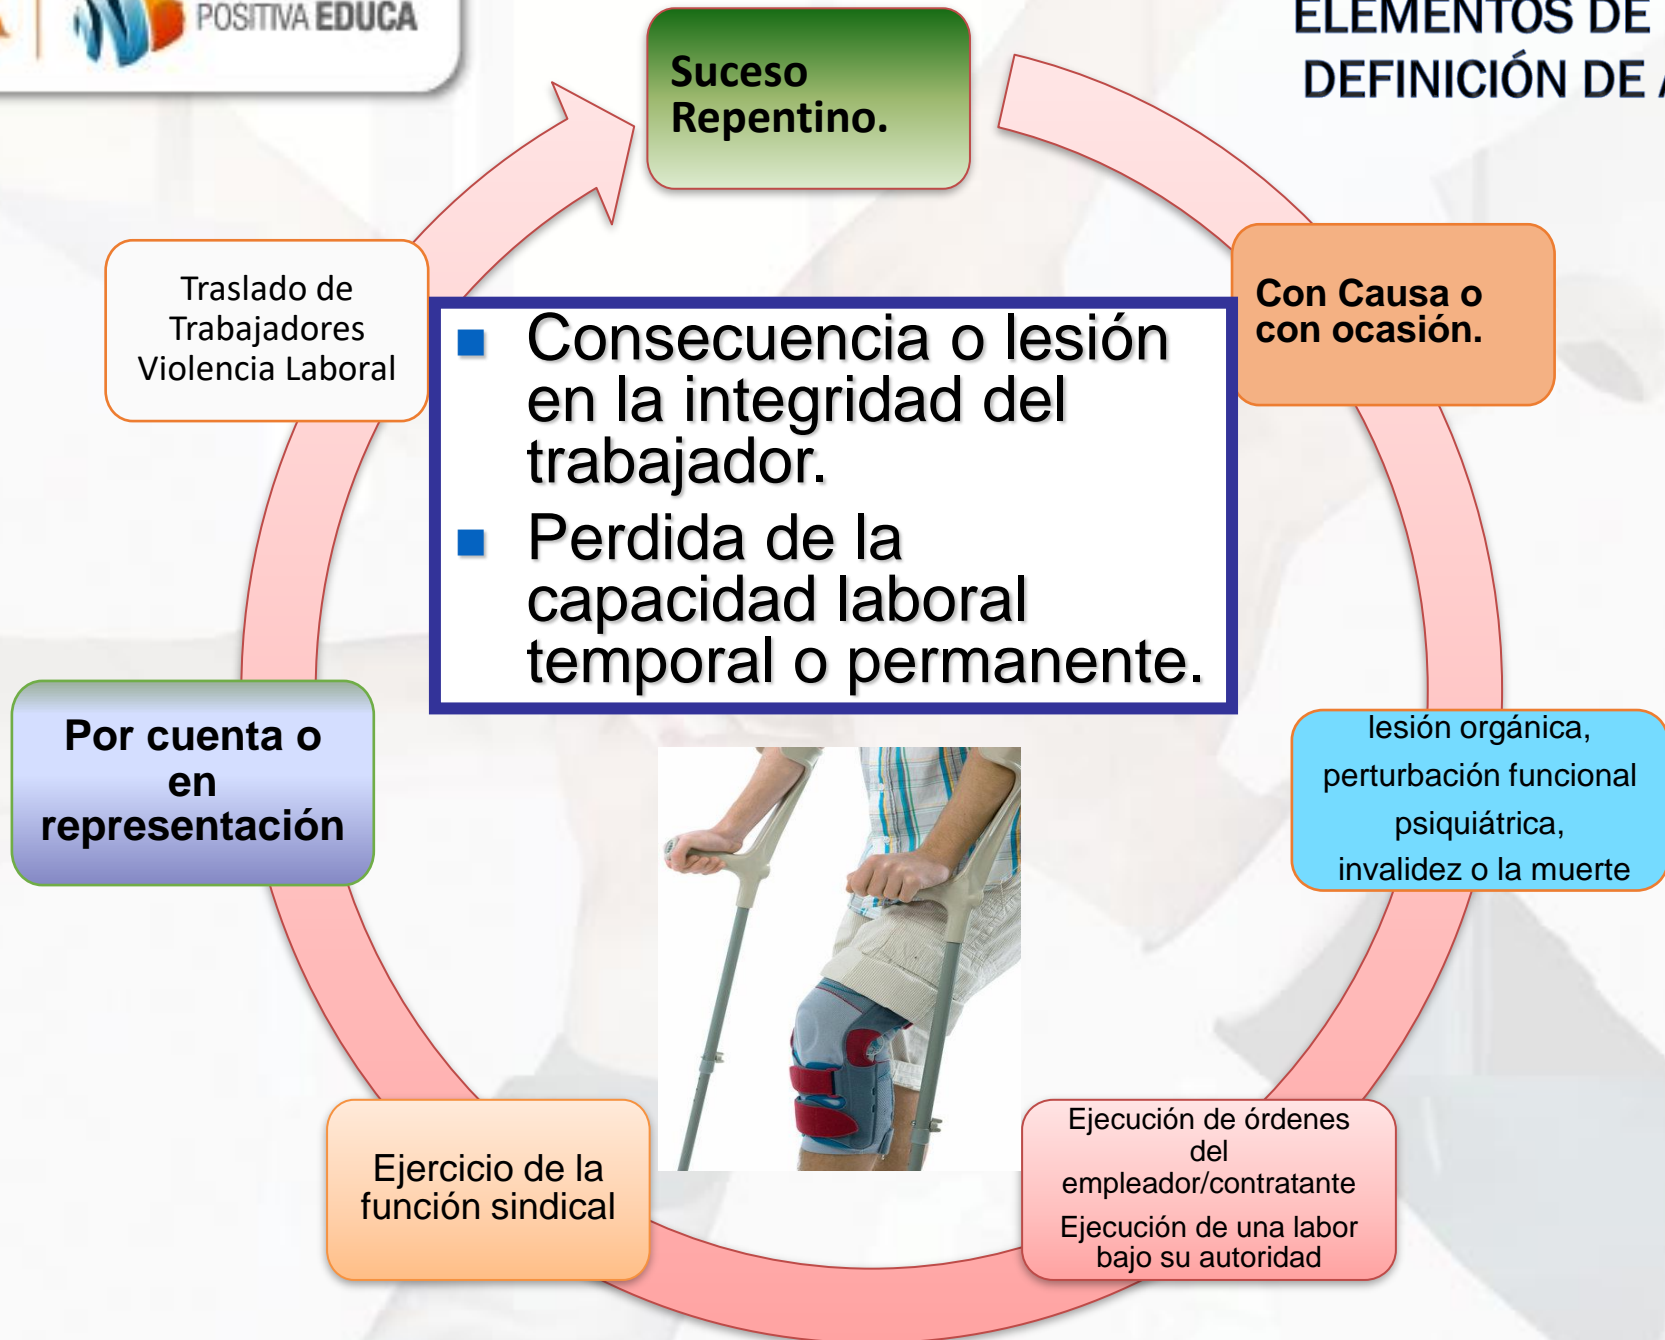 POSITIVA EDUCA
ELEMENTOS DE
DEFINICIÓN DE
Suceso
Repentino.
Con Causa o
con ocasión.
lesión orgánica,
perturbación funcional
psiquiátrica,
invalidez o la muerte
Ejecución de órdenes
del
empleador/contratante
Ejecución de una labor
bajo su autoridad
Ejercicio de la
función sindical
Por cuenta o
en
representación
Traslado de
Trabajadores
Violencia Laboral
Consecuencia o lesión
en la integridad del
trabajador.
Perdida de la
capacidad laboral
temporal o permanente.